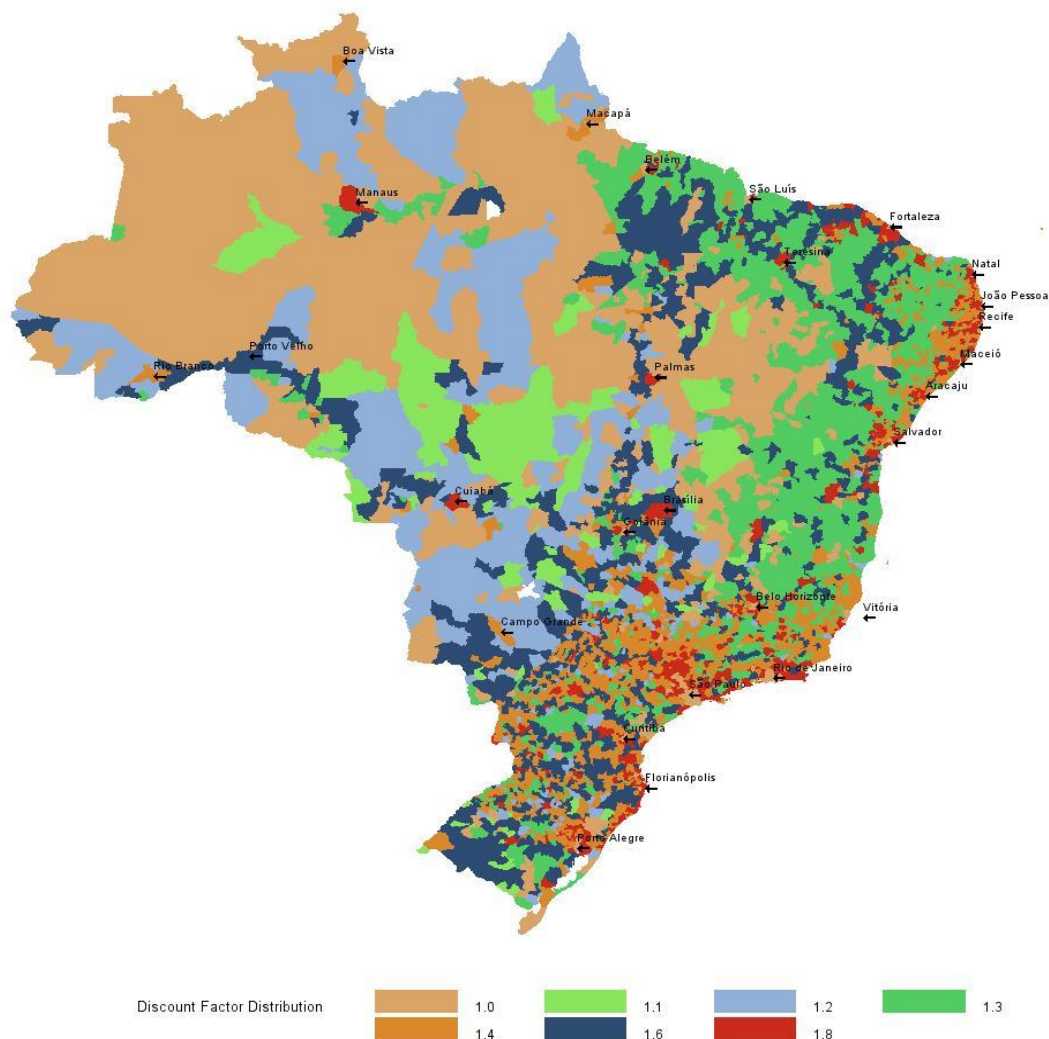 Boa Vista
Macapá
Belém
Manaus
São Luís
Fortaleza
Teresina
Natal
João Pessoa
Recife
Porto Velho
Maceió
Rio Branco
Palmas
Aracaju
Salvador
Cuiabá
Brasília
Goiânia
Belo Horizonte
Vitória
Campo Grande
Rio de Janeiro
São Paulo
Curitiba
Florianópolis
Porto Alegre
Discount Factor Distribution 1.0 1.1 1.2 1.3
1.4 1.6 1.8